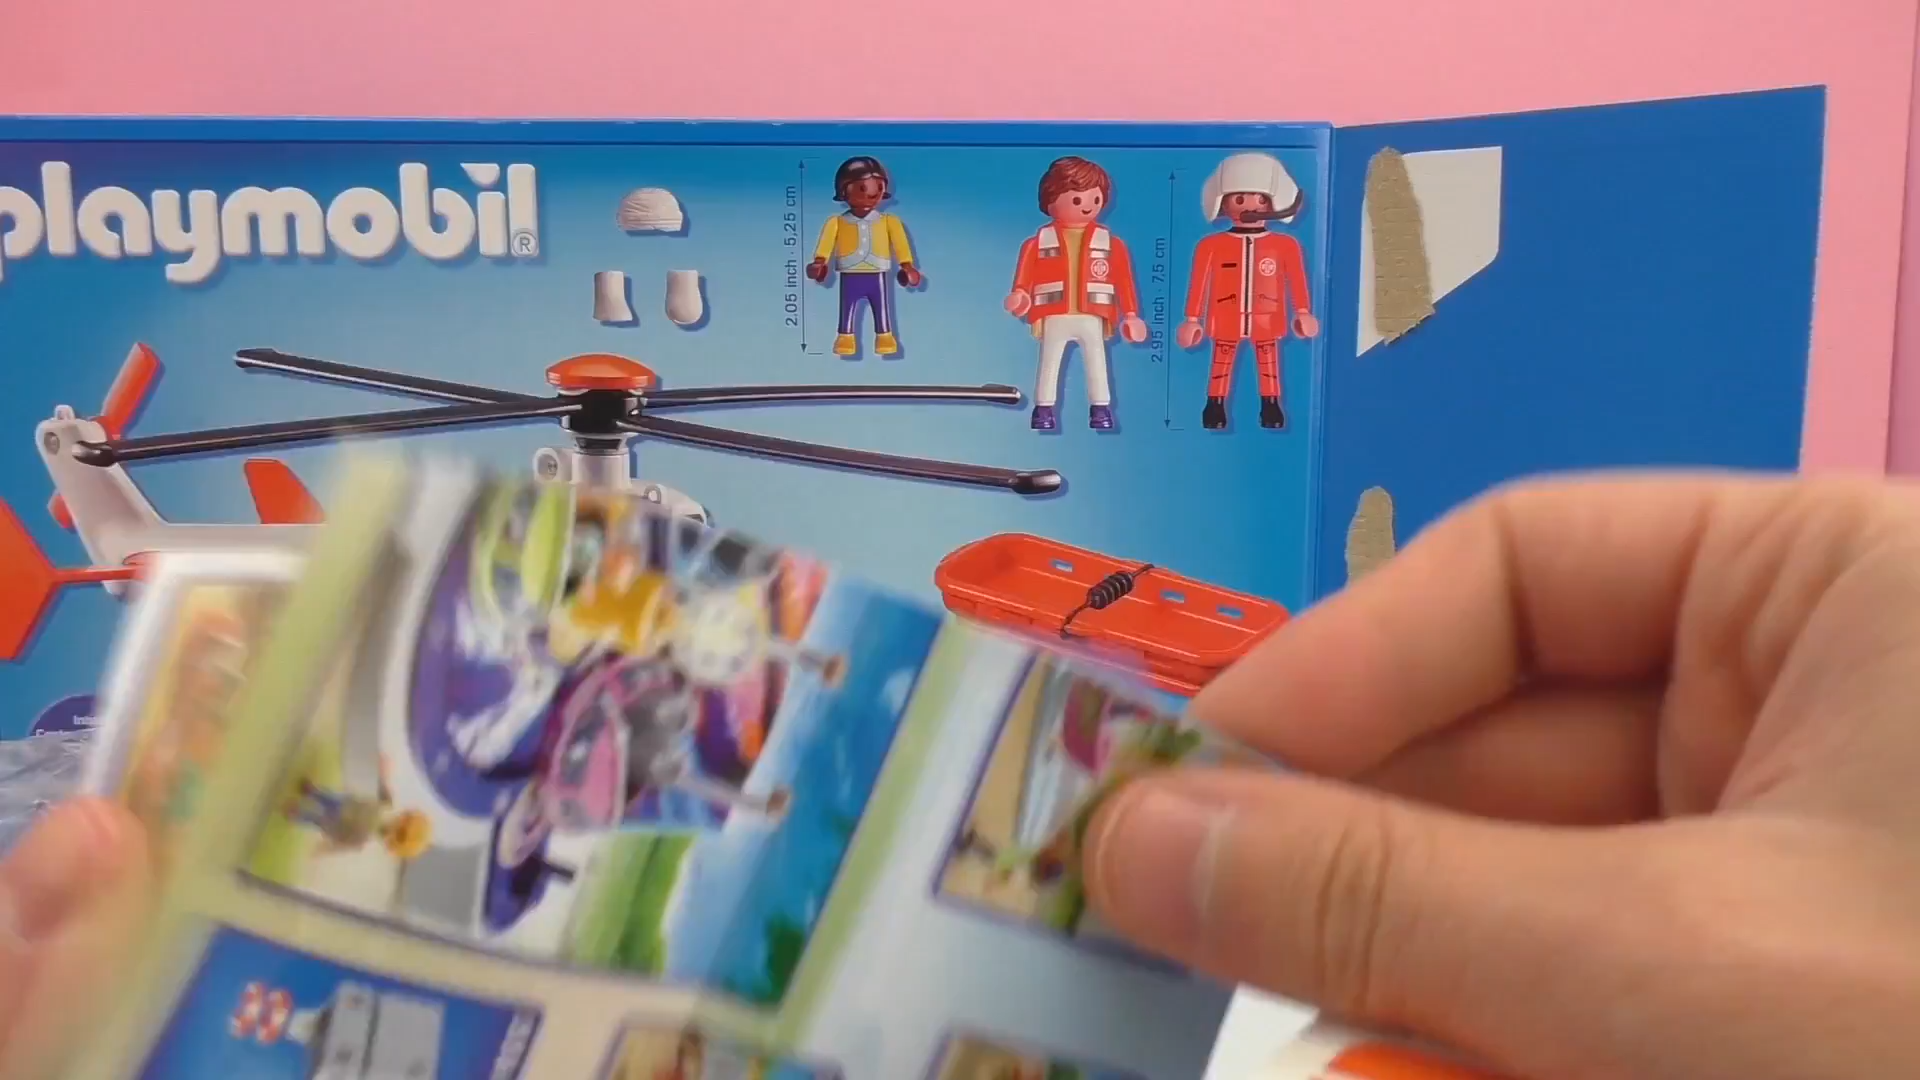 playmobil®
2.05 inch · 5,25 cm
2.95 inch · 7,5 cm